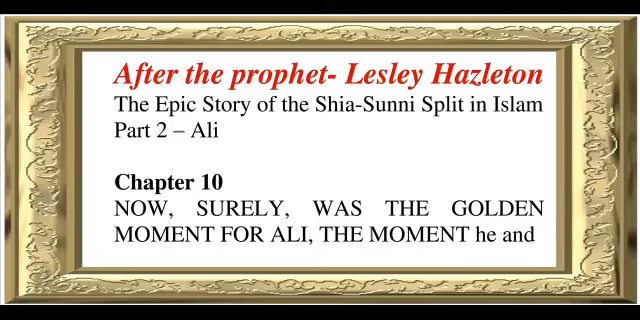 After the prophet- Lesley Hazleton
The Epic Story of the Shia-Sunni Split in Islam
Part 2 – Ali
Chapter 10
NOW, SURELY, WAS THE GOLDEN
MOMENT FOR ALI, THE MOMENT he and